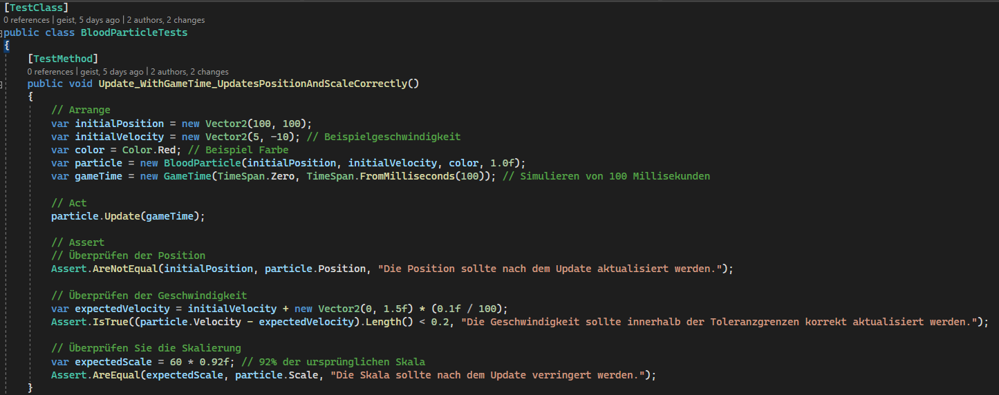 [TestClass]
0 references | geist, 5 days ago | 2 authors, 2 changes
public class BloodParticleTests
{
[TestMethod]
0 references | geist, 5 days ago | 2 authors, 2 changes
public void Update_WithGameTime_UpdatesPositionAndScaleCorrectly()
{
// Arrange
var initialPosition = new Vector2(100, 100);
var initialVelocity = new Vector2(5, -10); // Beispielgeschwindigkeit
var color = Color.Red; // Beispiel Farbe
var particle = new BloodParticle(initialPosition, initialVelocity, color, 1.0f);
var gameTime = new GameTime(TimeSpan.Zero, TimeSpan.FromMilliseconds(100)); // Simulieren von 100 Millisekunden
// Act
particle.Update(gameTime);
// Assert
// Überprüfen der Position
Assert.AreNotEqual(initialPosition, particle.Position, "Die Position sollte nach dem Update aktualisiert werden.");
// Überprüfen der Geschwindigkeit
var expectedVelocity = initialVelocity + new Vector2(0, 1.5f) * (0.1f / 100);
Assert.IsTrue((particle.Velocity - expectedVelocity).Length() < 0.2, "Die Geschwindigkeit sollte innerhalb der Toleranzgrenzen korrekt aktualisiert werden.");
// Überprüfen Sie die Skalierung
var expectedScale = 60 * 0.92f; // 92% der ursprünglichen Skala
Assert.AreEqual(expectedScale, particle.Scale, "Die Skala sollte nach dem Update verringert werden.");
}